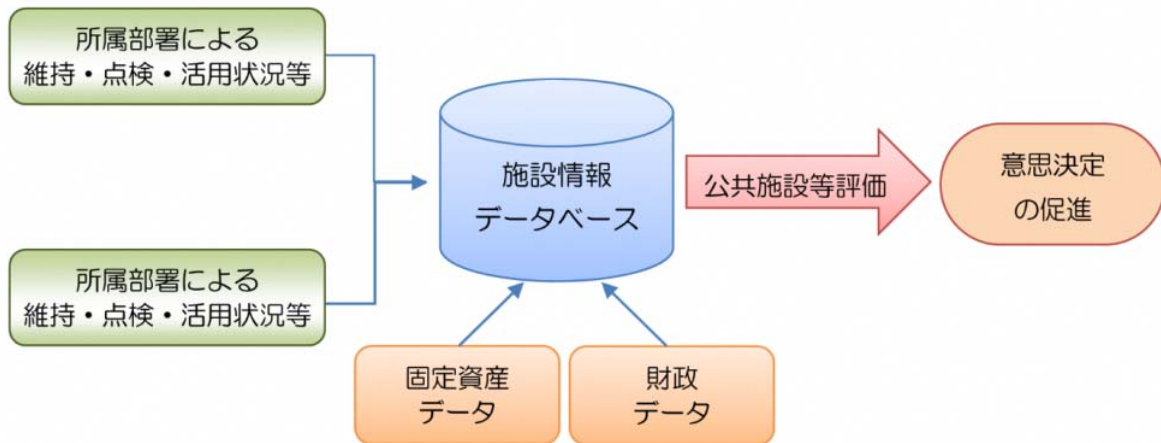 所属部署による
維持・点検・活用状況等
施設情報
データベース
公共施設等評価
意思決定
の促進
所属部署による
維持・点検・活用状況等
固定資産
データ
財政
データ